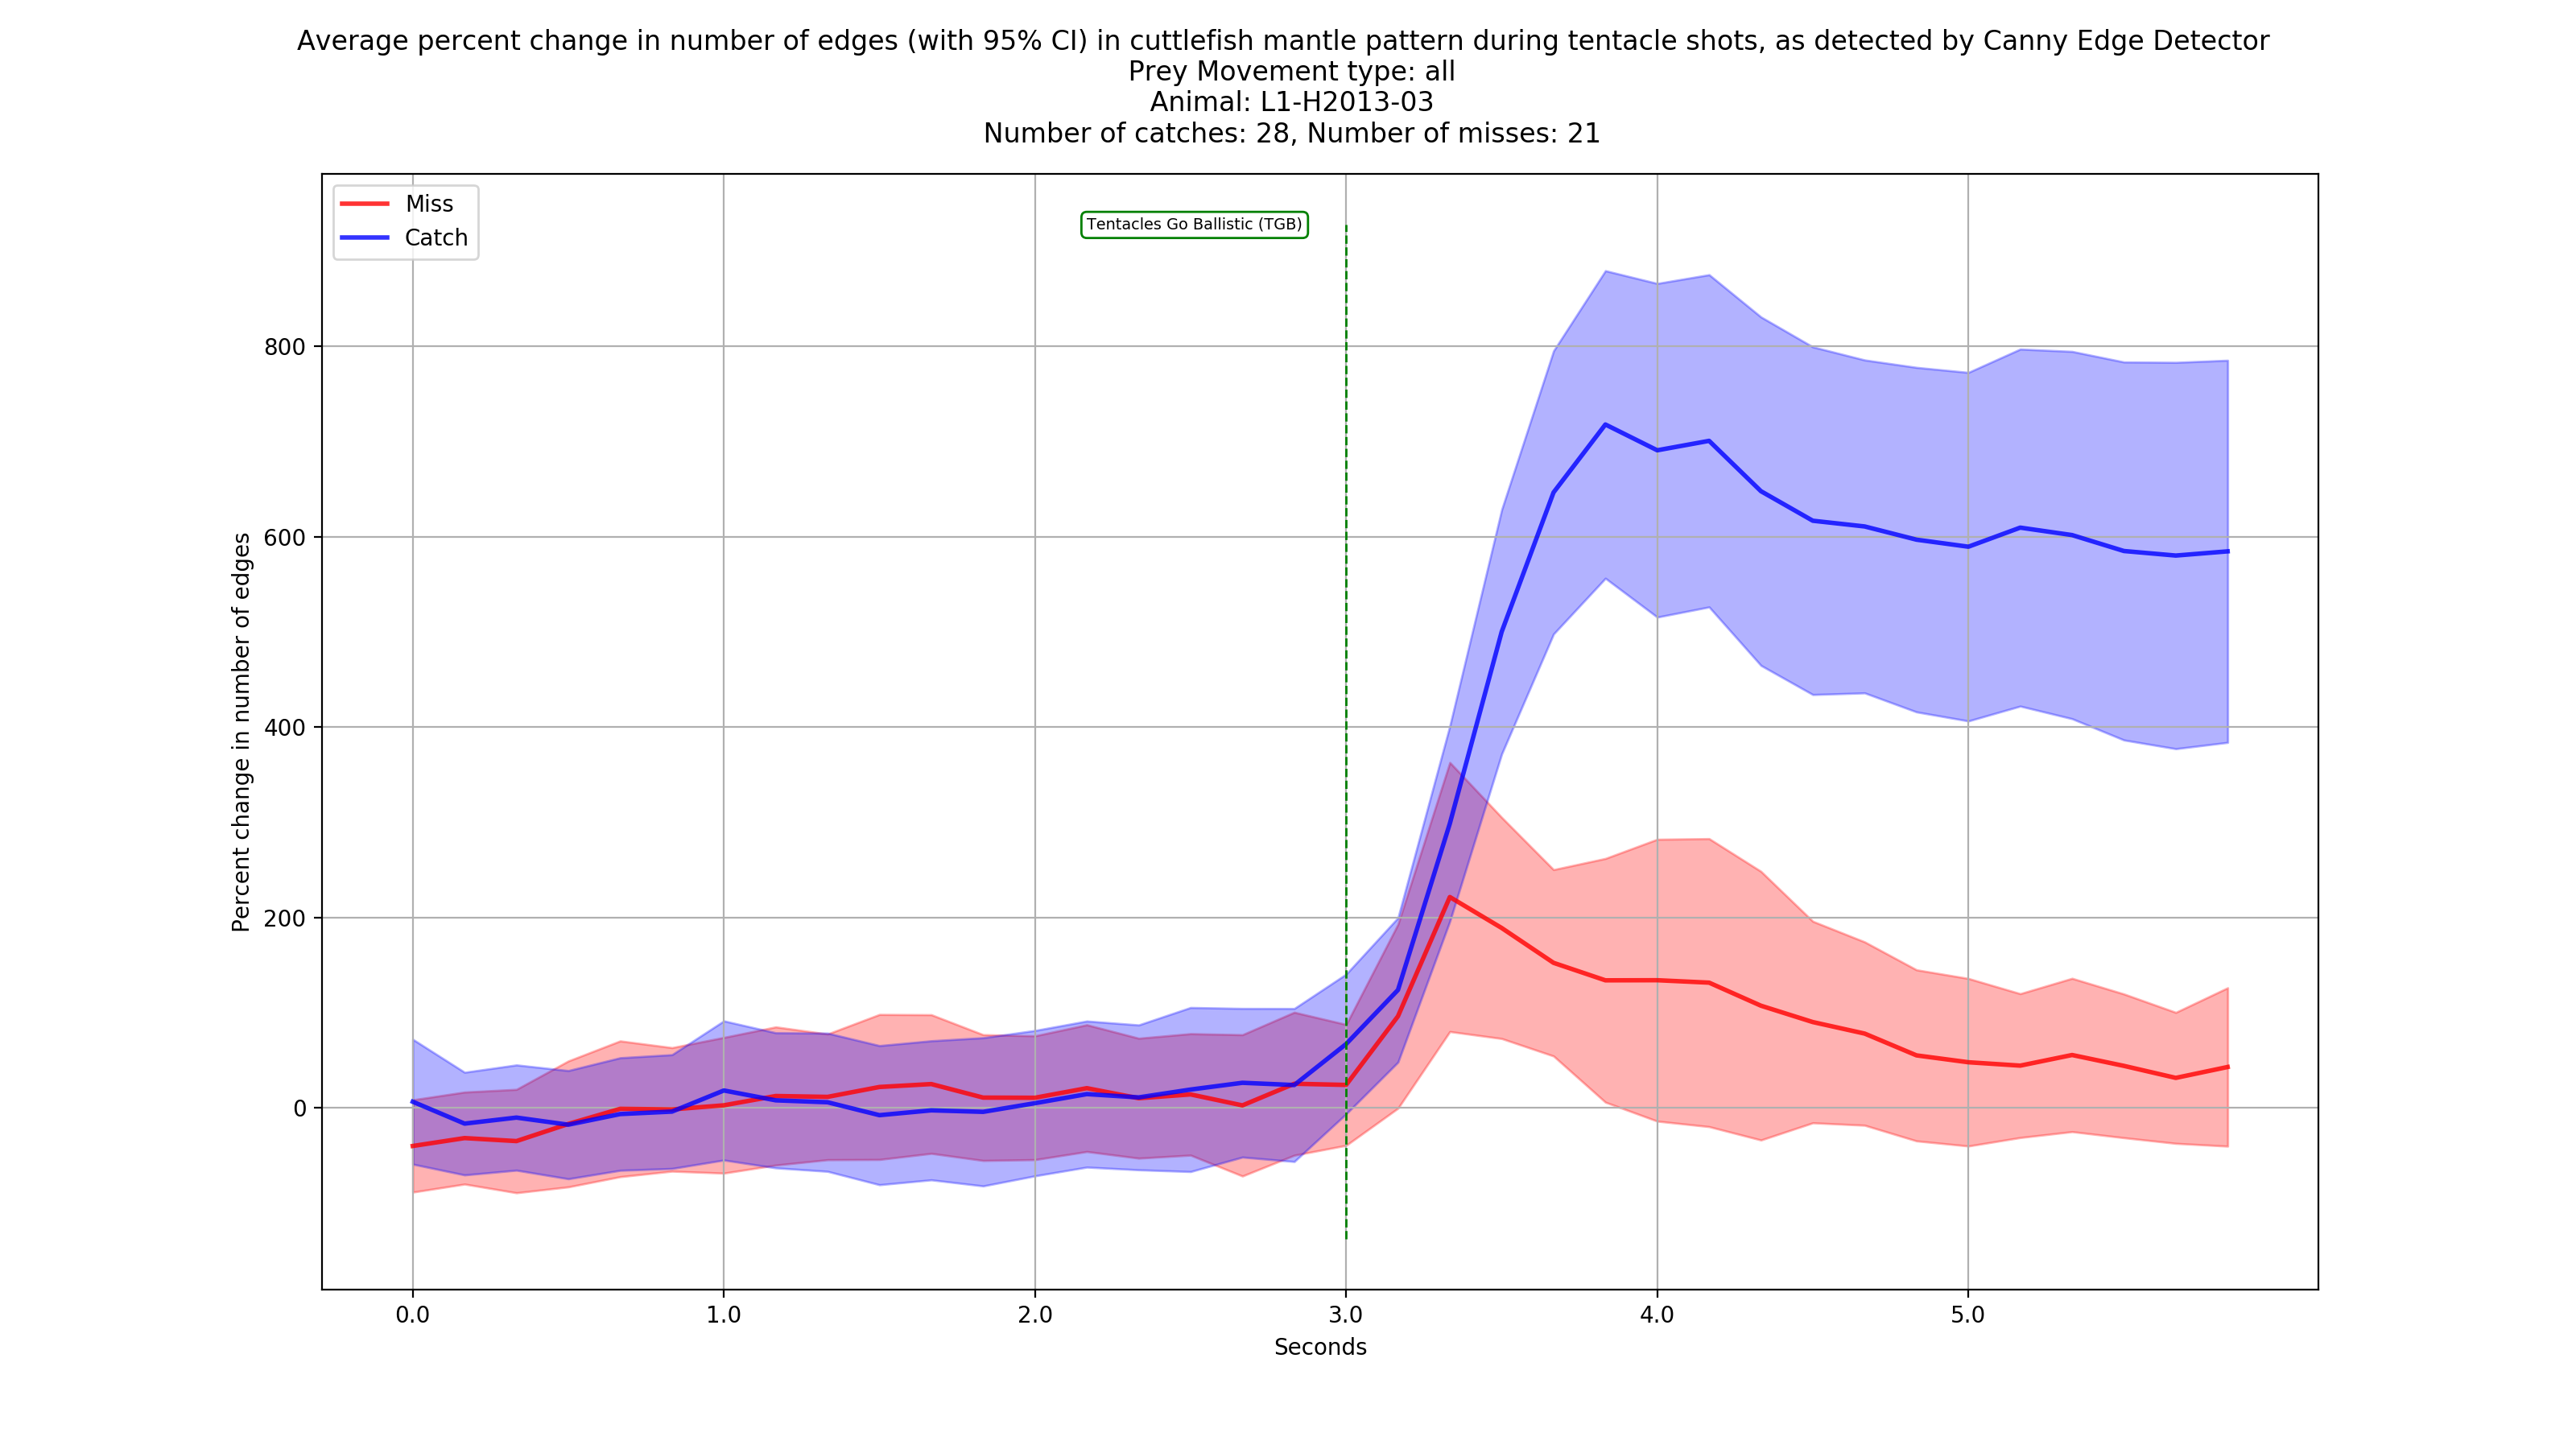 Average percent change in number of edges (with 95% CI) in cuttlefish mantle pattern during tentacle shots, as detected by Canny Edge Detector
Prey Movement type: all
Animal: L1-H2013-03
Number of catches: 28, Number of misses: 21
Miss
Catch
Tentacles Go Ballistic (TGB)
800
600
400
200
0
Percent change in number of edges
0.0 1.0 2.0 3.0 4.0 5.0
Seconds